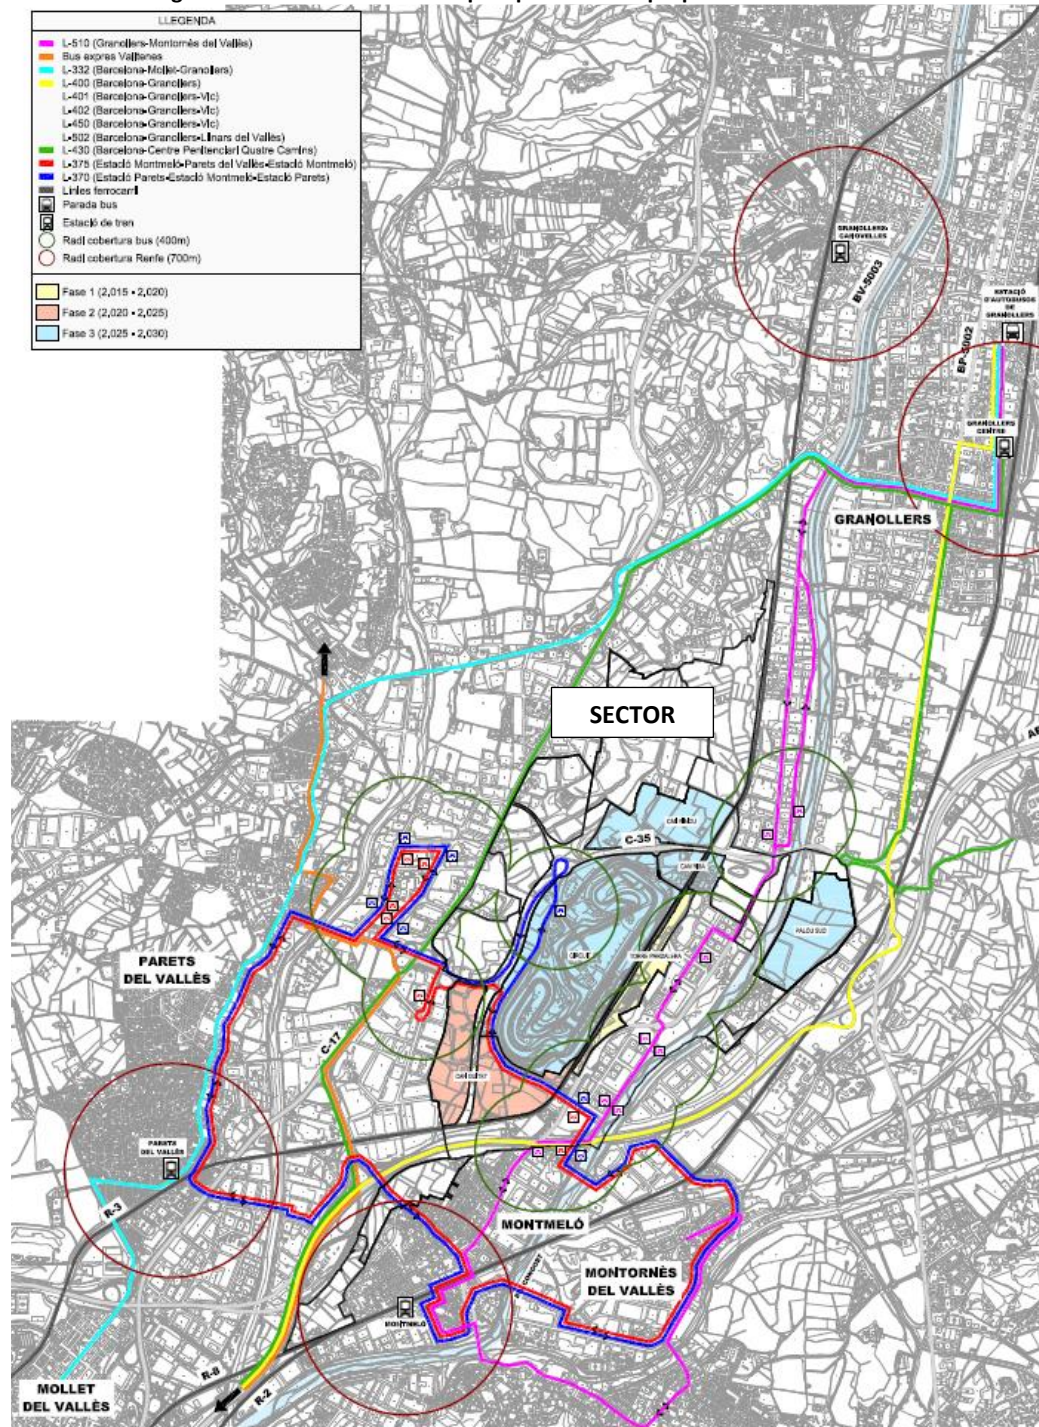 LLEGENDA
L-510 (Granollers-Montornès del Vallès)
Bus expres Valltenes
L-332 (Barcelona-Mollet-Granollers)
L-400 (Barcelona-Granollers)
L-401 (Barcelona-Granollers-Vic)
L-402 (Barcelona-Granollers-Vic)
L-450 (Barcelona-Granollers-Vic)
L-502 (Barcelona-Granollers-Llinars del Vallès)
L-430 (Barcelona-Centre Penitenciari Quatre Camins)
L-375 (Estació Montmeló-Parets del Vallès-Estació Montmeló)
L-370 (Estació Parets-Estació Montmeló-Estació Parets)
Línies ferrocarril
Parada bus
Estació de tren
Radi cobertura bus (400m)
Radi cobertura Renfe (700m)
Fase 1 (2,015 - 2,020)
Fase 2 (2,020 - 2,025)
Fase 3 (2,025 - 2,030)
GRANOLLERS
CANOVELLES
BV-5003
ESTACIÓ
D'AUTOBUSOS
DE
GRANOLLERS
BP-5002
GRANOLLERS
CENTRE
GRANOLLERS
SECTOR
C-35
CIRCUIT
PALOU SUD
PARETS
DEL VALLÈS
C-17
PARETS
DEL VALLÈS
R-3
MONTMELÓ
MONTORNÈS
DEL VALLÈS
CONGOST
MONTMELÓ
R-8
R-2
MOLLET
DEL VALLÈS